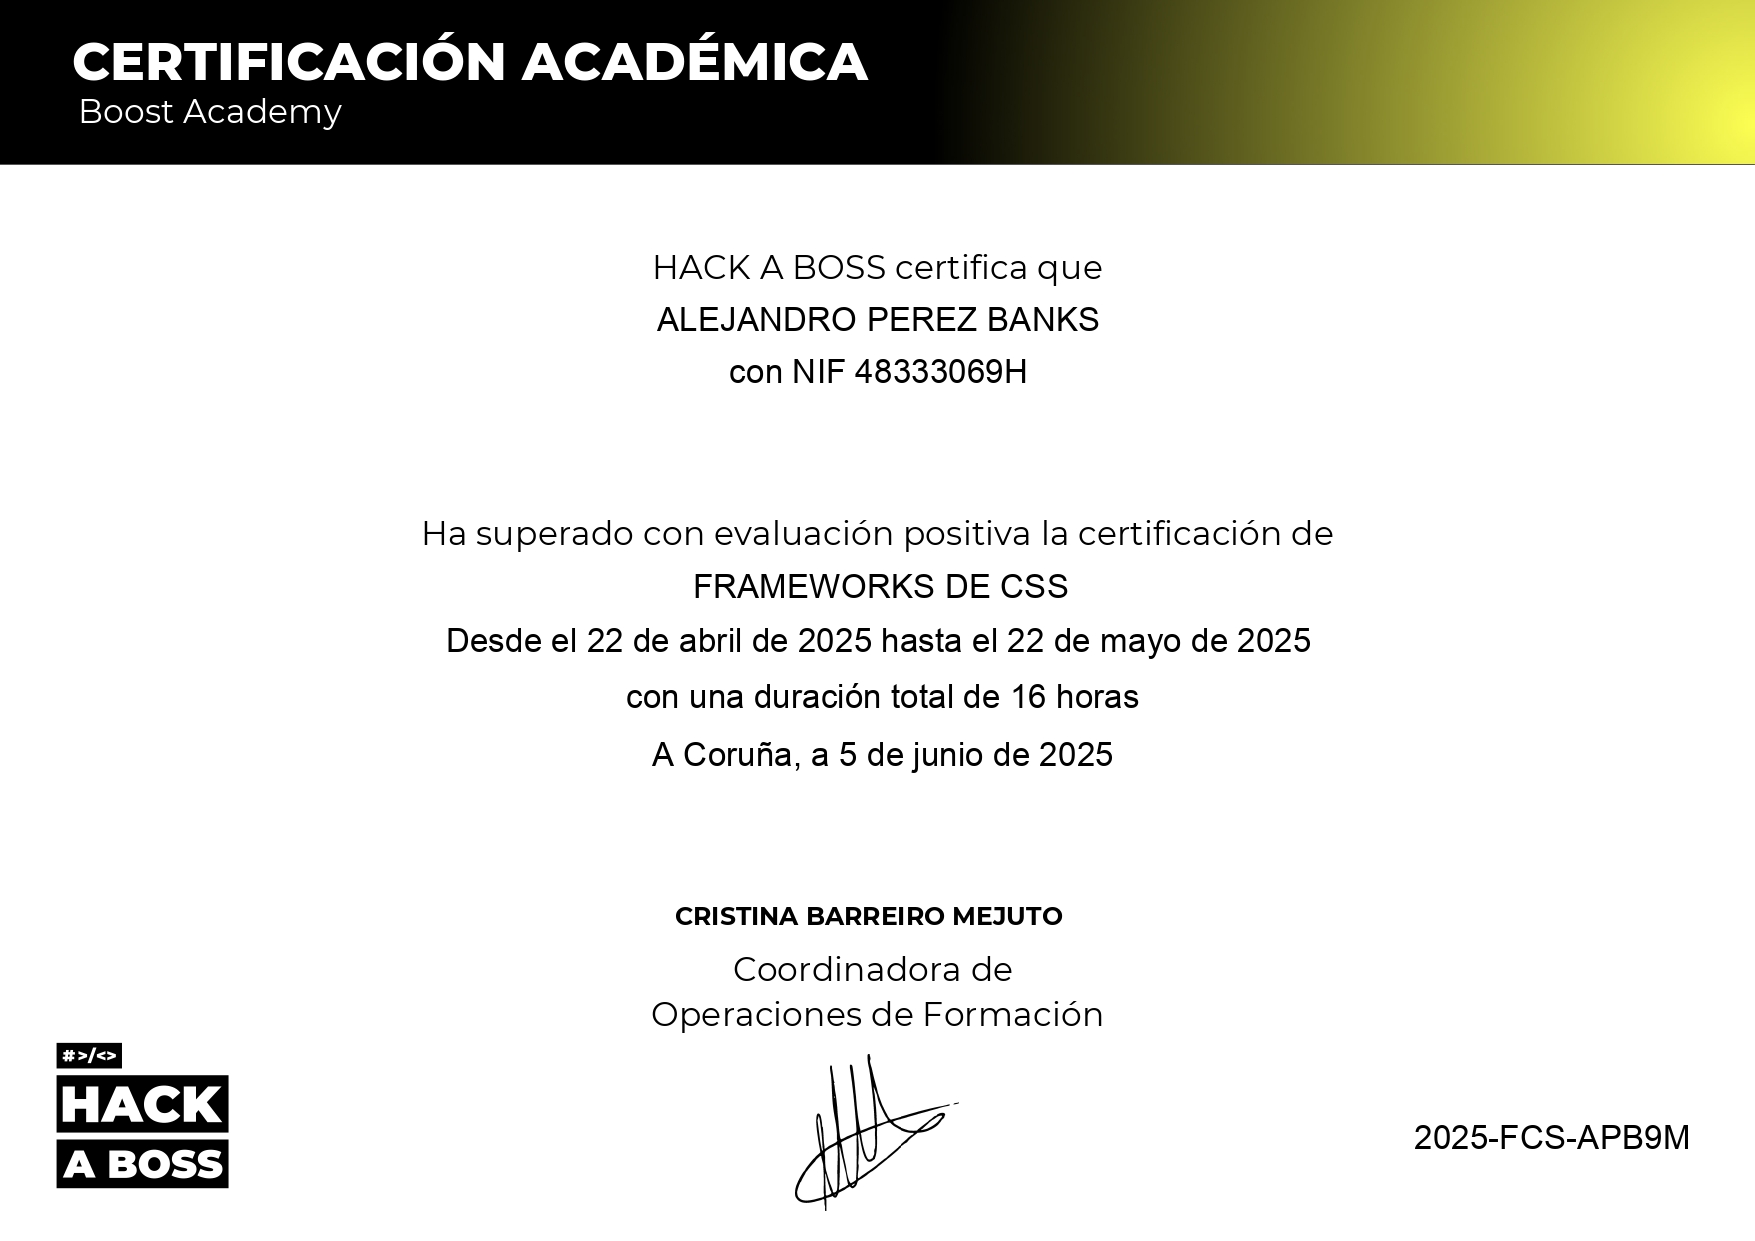 CERTIFICACIÓN ACADÉMICA
Boost Academy
HACK A BOSS certifica que
ALEJANDRO PEREZ BANKS
con NIF 48333069H
Ha superado con evaluación positiva la certificación de
FRAMEWORKS DE CSS
Desde el 22 de abril de 2025 hasta el 22 de mayo de 2025
con una duración total de 16 horas
A Coruña, a 5 de junio de 2025
CRISTINA BARREIRO MEJUTO
Coordinadora de
Operaciones de Formación
#>/<>
HACK
A BOSS
2025-FCS-APB9M